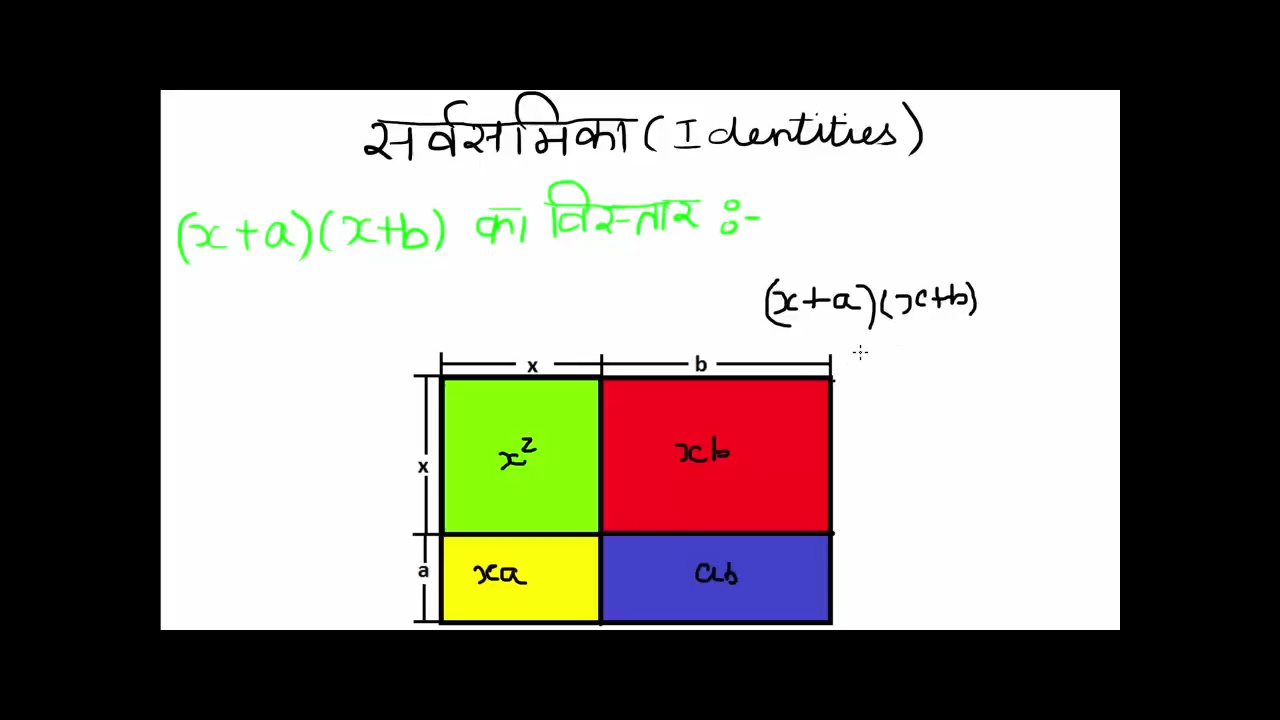 सर्वसमिका (Identities)
(x+a)(x+b) का विस्तार :-
(x+a)(x+b)
x b
x x² xb
a xa ab